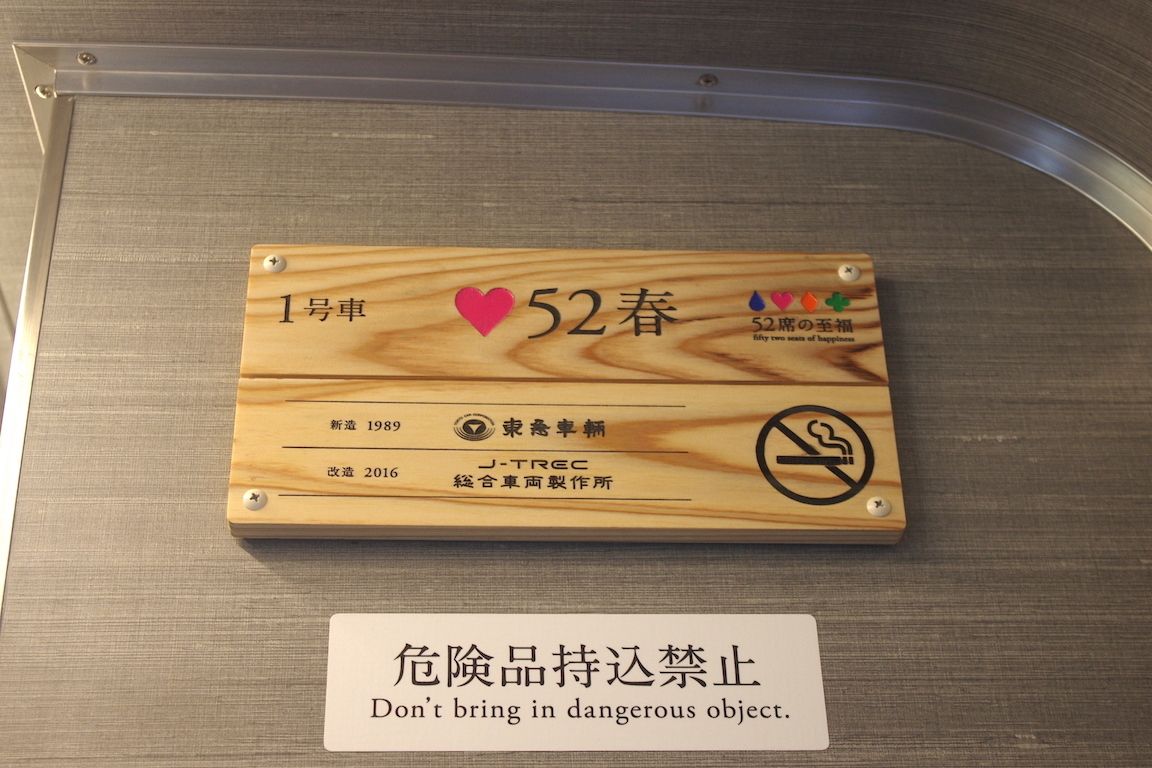 1号車
52春
52席の至福
fifty two seats of happiness
新造 1989
東急車輛
改造 2016
J-TREC
総合車両製作所
危険品持込禁止
Don't bring in dangerous object.